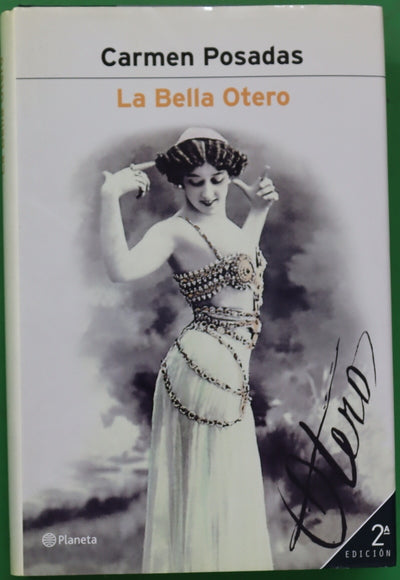 Carmen Posadas
La Bella Otero
Otero
Planeta
2ª
EDICIÓN